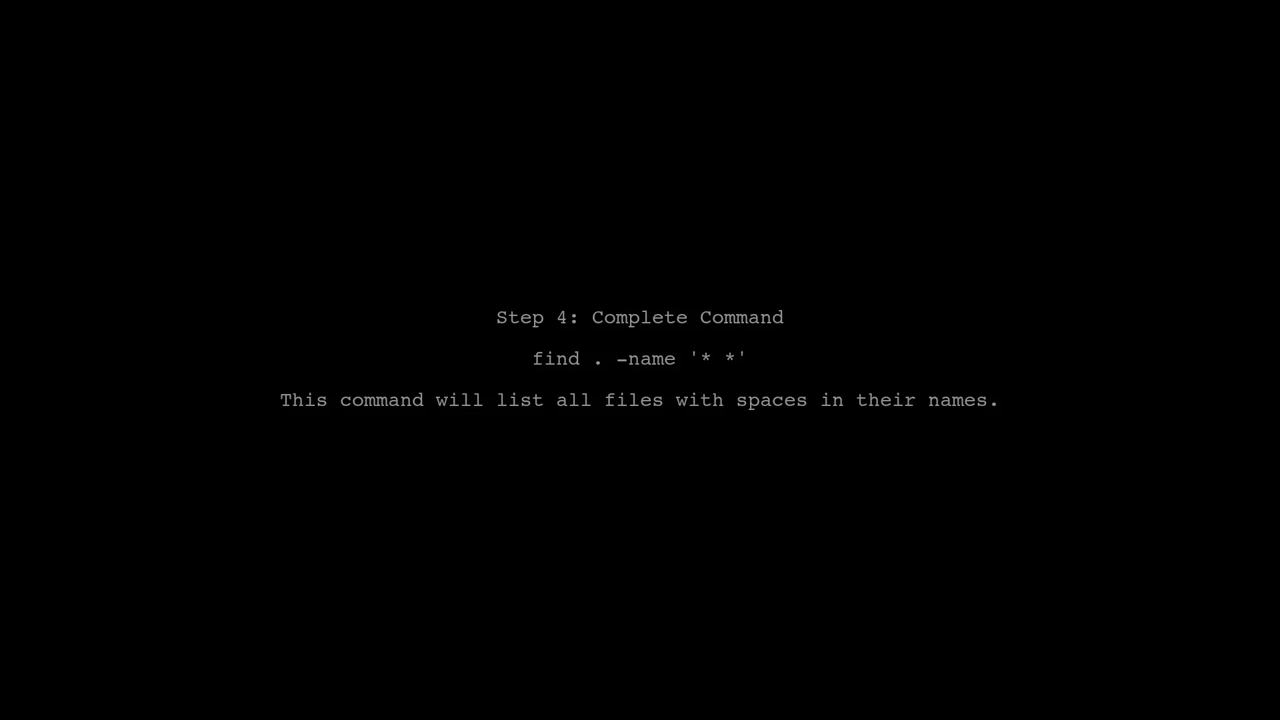 Step 4: Complete Command
find . -name '* *'
This command will list all files with spaces in their names.